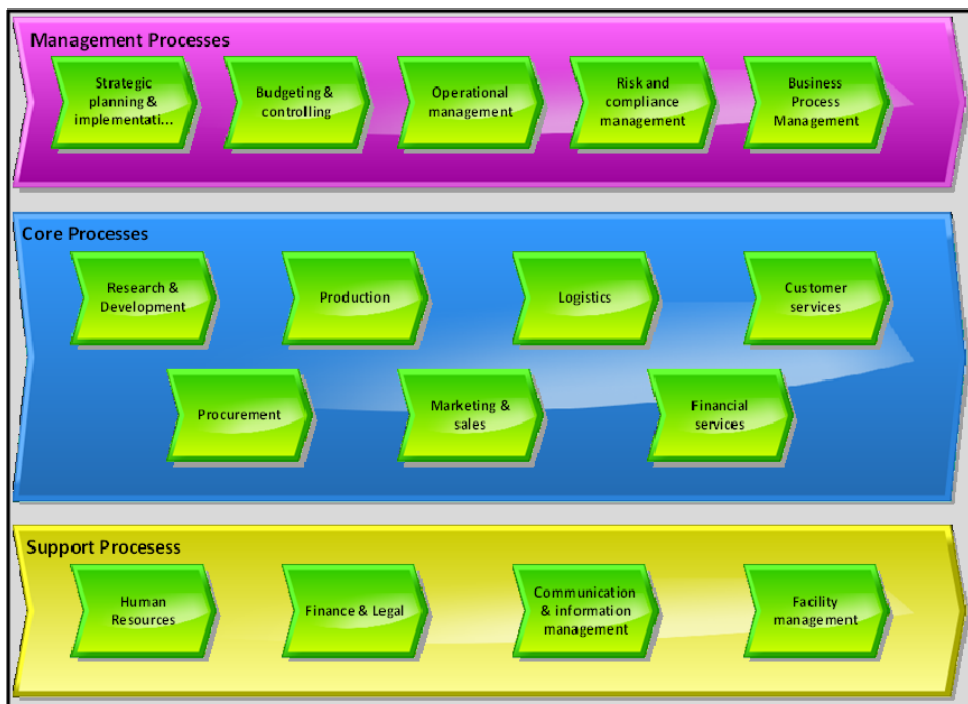 Management Processes
Strategic
planning &
implementati...
Budgeting &
controlling
Operational
management
Risk and
compliance
management
Business
Process
Management
Core Processes
Research &
Development
Production
Logistics
Customer
services
Procurement
Marketing &
sales
Financial
services
Support Procesess
Human
Resources
Finance & Legal
Communication
& information
management
Facility
management